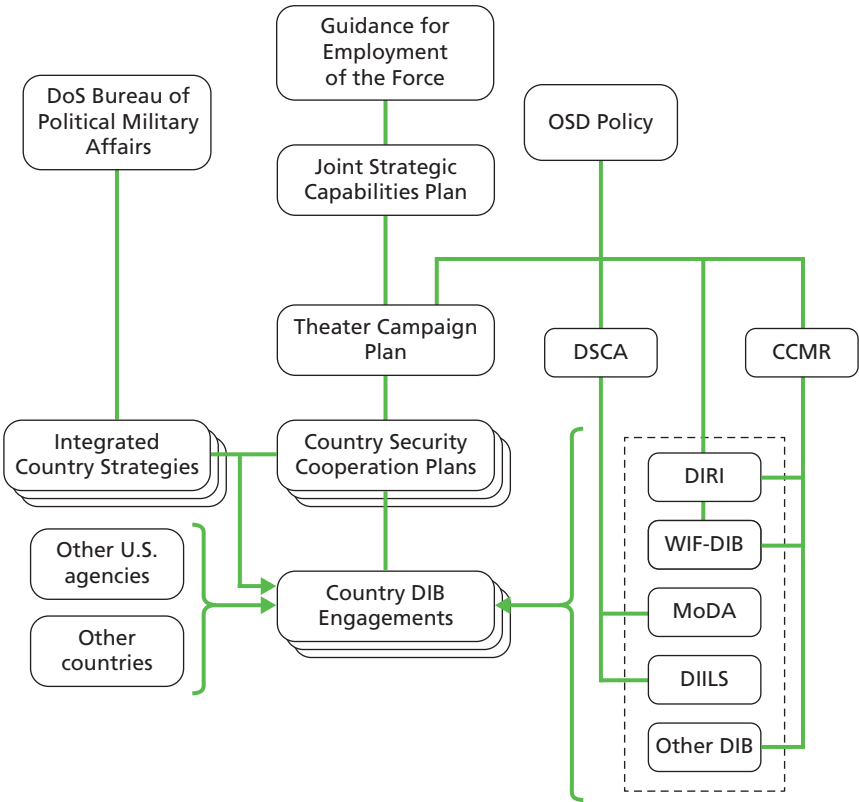 Guidance for
Employment
of the Force
DoS Bureau of
Political Military
Affairs
OSD Policy
Joint Strategic
Capabilities Plan
Theater Campaign
Plan
DSCA
CCMR
Integrated
Country Strategies
Country Security
Cooperation Plans
DIRI
WIF-DIB
Other U.S.
agencies
Country DIB
Engagements
MoDA
Other
countries
DIILS
Other DIB